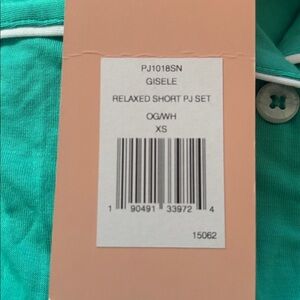 PJ1018SN
GISELE
RELAXED SHORT PJ SET
OG/WH
XS
1 90491 33972 4
15062